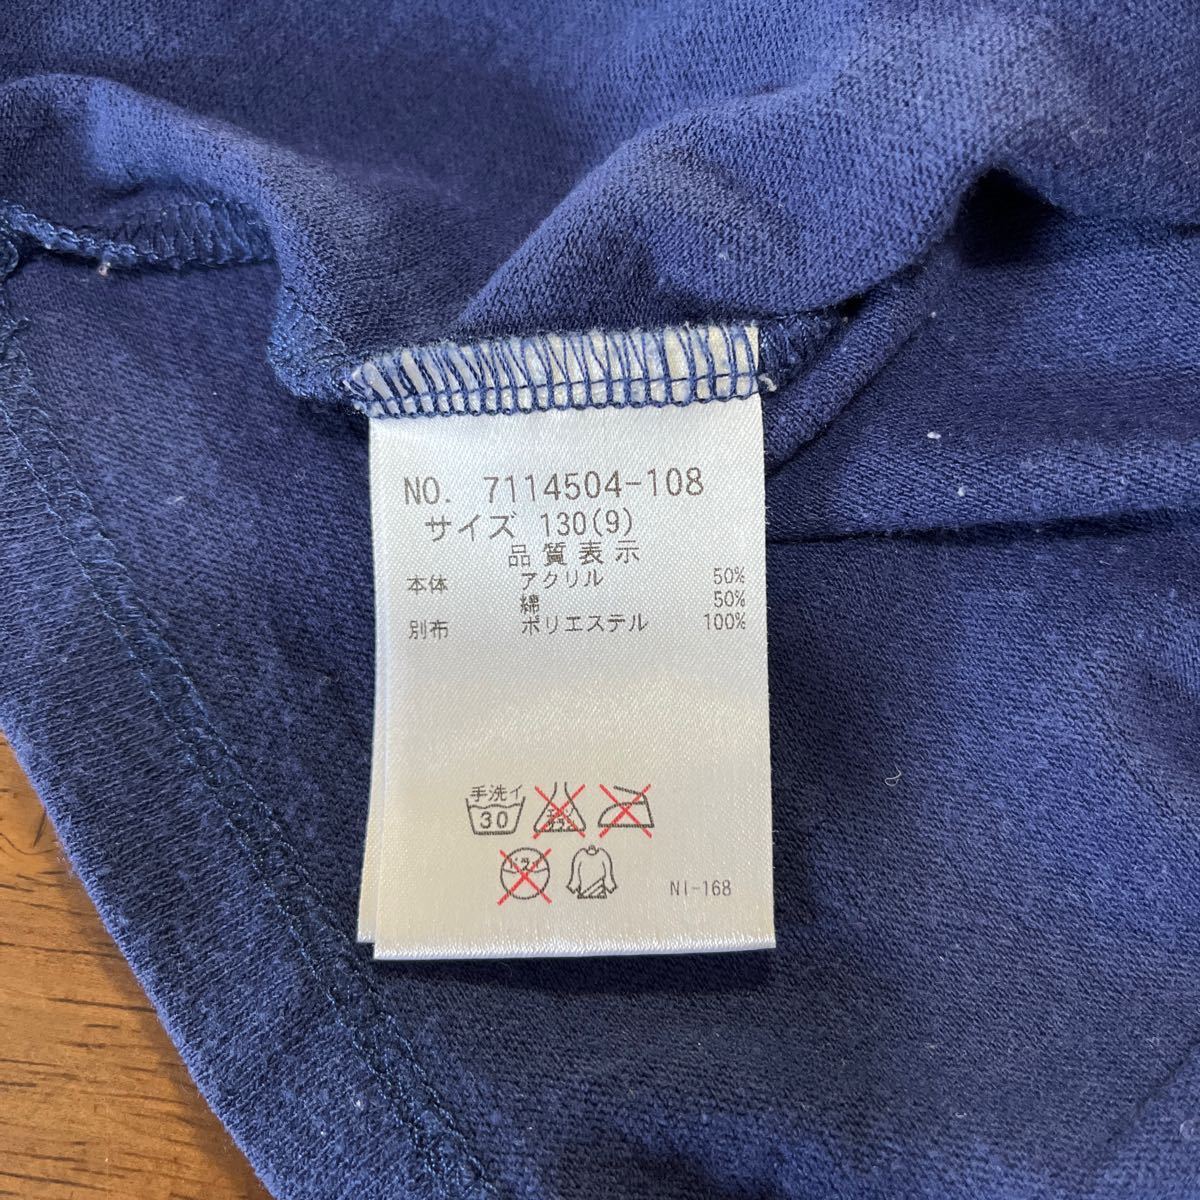 NO. 7114504-108
サイズ 130(9)
品質表示
本体 アクリル 50%
綿 50%
別布 ポリエステル 100%
手洗イ
30
NI-168